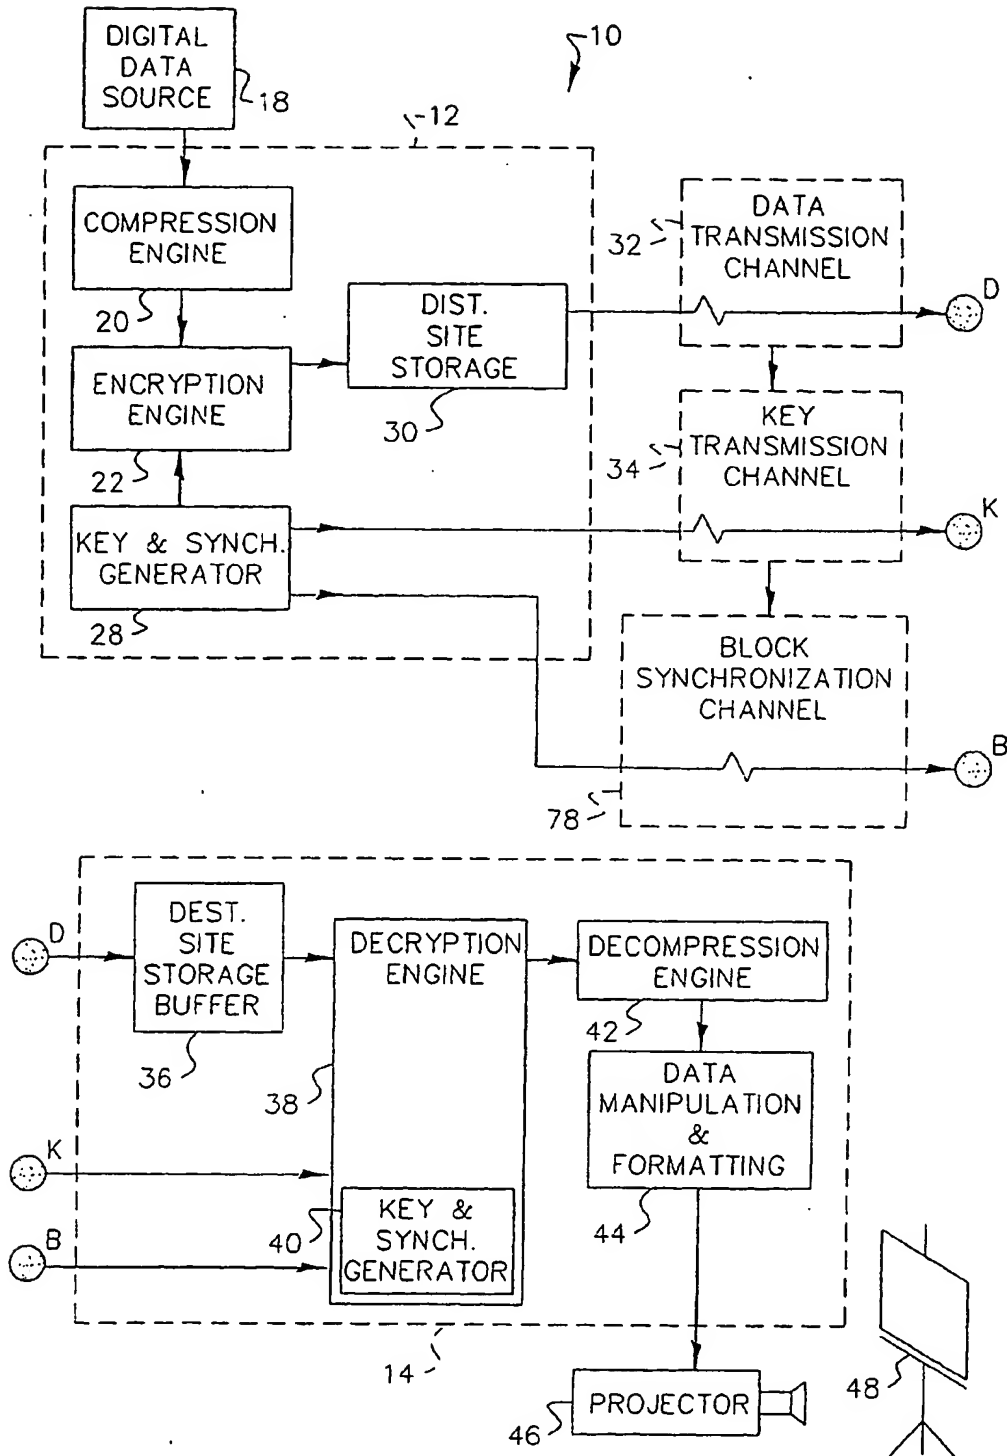 DIGITAL
DATA
SOURCE
18
10
12
COMPRESSION
ENGINE
20
ENCRYPTION
ENGINE
22
DIST.
SITE
STORAGE
30
KEY & SYNCH.
GENERATOR
28
DATA
TRANSMISSION
CHANNEL
32
D
KEY
TRANSMISSION
CHANNEL
34
K
BLOCK
SYNCHRONIZATION
CHANNEL
78
B
D
DEST.
SITE
STORAGE
BUFFER
36
DECRYPTION
ENGINE
38
DECOMPRESSION
ENGINE
42
DATA
MANIPULATION
&
FORMATTING
44
K
B
KEY &
SYNCH.
GENERATOR
40
14
PROJECTOR
46
48